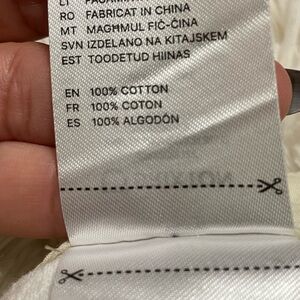 RO FABRICAT IN CHINA
MT MAGHMUL FIĊ-ĊINA
SVN IZDELANO NA KITAJSKEM
EST TOODETUD HIINAS
EN 100% COTTON
FR 100% COTON
ES 100% ALGODÓN